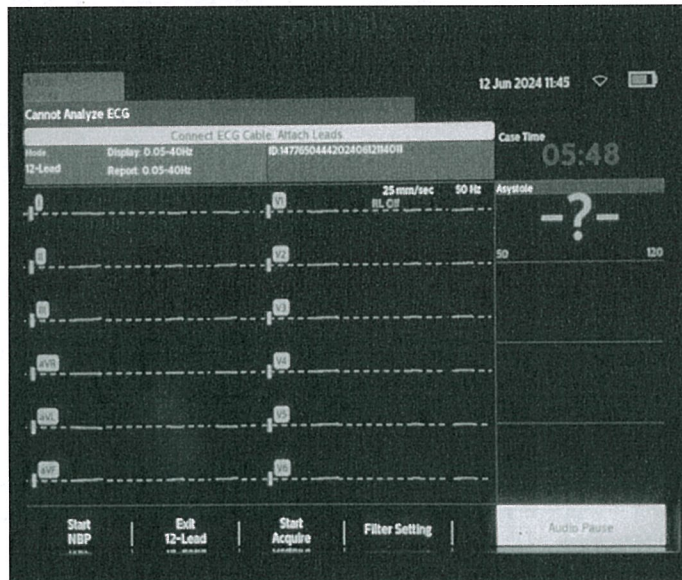 12 Jun 2024 11:45
Cannot Analyze ECG
Connect ECG Cable. Attach Leads
Case Time
05:48
Mode
Display: 0.05-40Hz
12-Lead
Report: 0.05-40Hz
25 mm/sec 50 Hz
RL Off
Asystole
-?-
50 120
I V1
II V2
III V3
aVR V4
aVL V5
aVF V6
Start NBP
Exit 12-Lead
Start Acquire
Filter Setting
Audio Pause